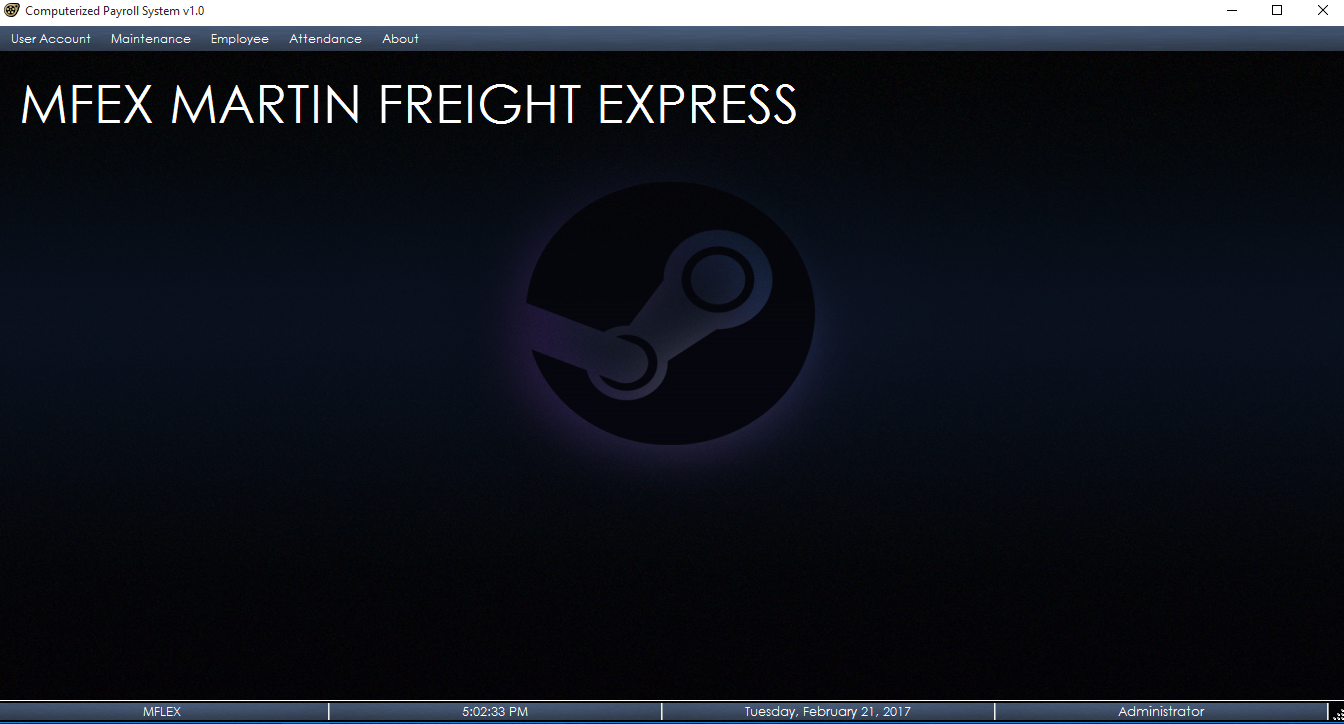 Computerized Payroll System v1.0
User Account Maintenance Employee Attendance About
MFEX MARTIN FREIGHT EXPRESS
MFLEX 5:02:33 PM Tuesday, February 21, 2017 Administrator